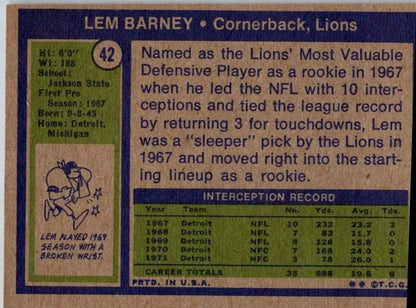 LEM BARNEY • Cornerback, Lions
42
Ht: 6'0"
Wt: 188
School:
Jackson State
First Pro
Season: 1967
Born: 9-8-45
Home: Detroit,
Michigan
LEM PLAYED 1969
SEASON WITH A
BROKEN WRIST.
Named as the Lions' Most Valuable
Defensive Player as a rookie in 1967
when he led the NFL with 10 inter-
ceptions and tied the league record
by returning 3 for touchdowns, Lem
was a "sleeper" pick by the Lions in
1967 and moved right into the start-
ing lineup as a rookie.
INTERCEPTION RECORD
Year Team No. Yds. Avg. Tds.
1967 Detroit NFL 10 232 23.2 3
1968 Detroit NFL 7 82 11.7 0
1969 Detroit NFL 8 126 15.8 0
1970 Detroit NFC 7 168 24.0 2
1971 Detroit NFC 3 78 26.0 1
CAREER TOTALS 35 686 19.6 6
PRTD. IN U.S.A.
© T.C.G.